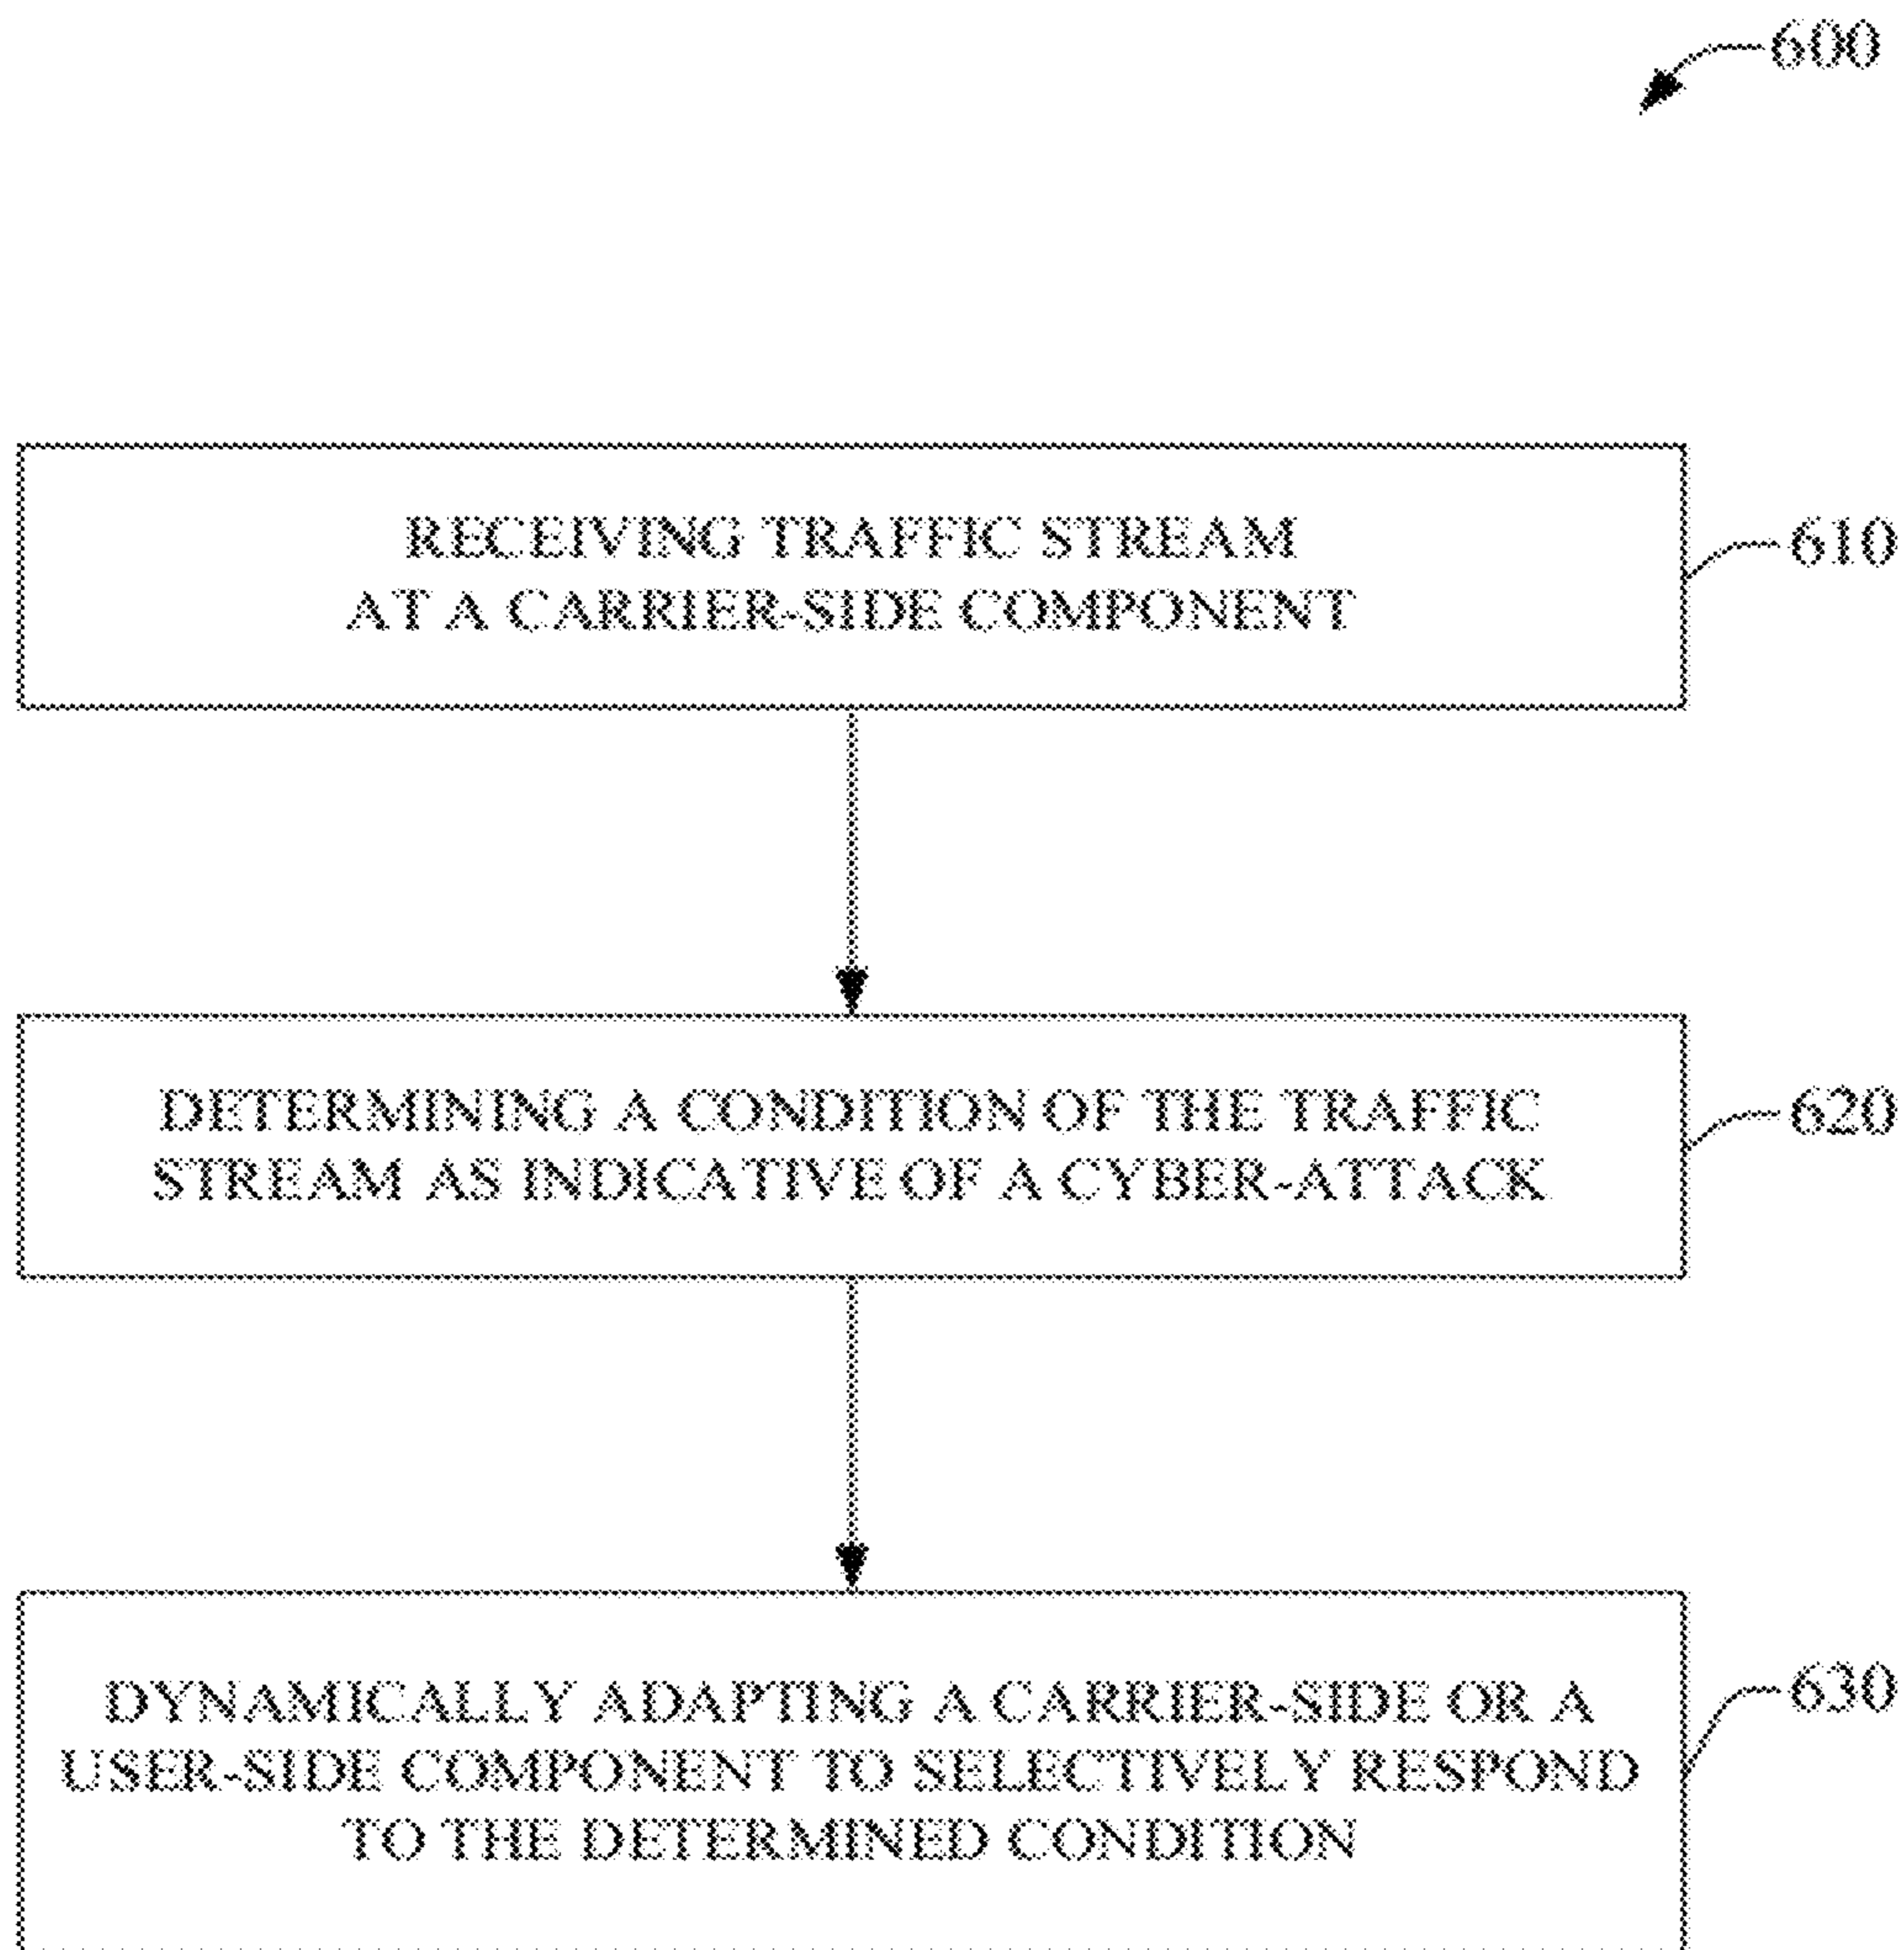 600
RECEIVING TRAFFIC STREAM
AT A CARRIER-SIDE COMPONENT
610
DETERMINING A CONDITION OF THE TRAFFIC
STREAM AS INDICATIVE OF A CYBER-ATTACK
620
DYNAMICALLY ADAPTING A CARRIER-SIDE OR A
USER-SIDE COMPONENT TO SELECTIVELY RESPOND
TO THE DETERMINED CONDITION
630